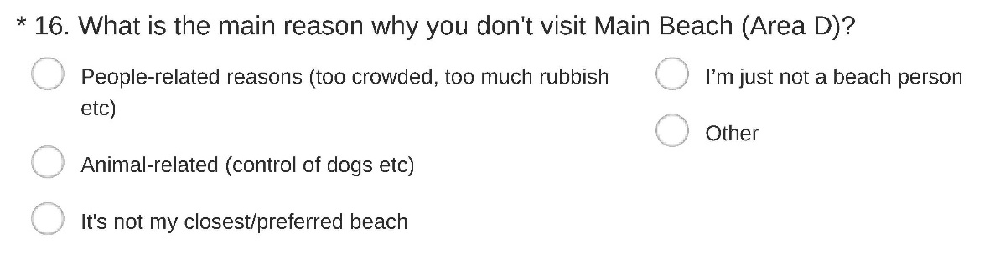 * 16. What is the main reason why you don't visit Main Beach (Area D)?
People-related reasons (too crowded, too much rubbish
etc)
Animal-related (control of dogs etc)
It's not my closest/preferred beach
I’m just not a beach person
Other